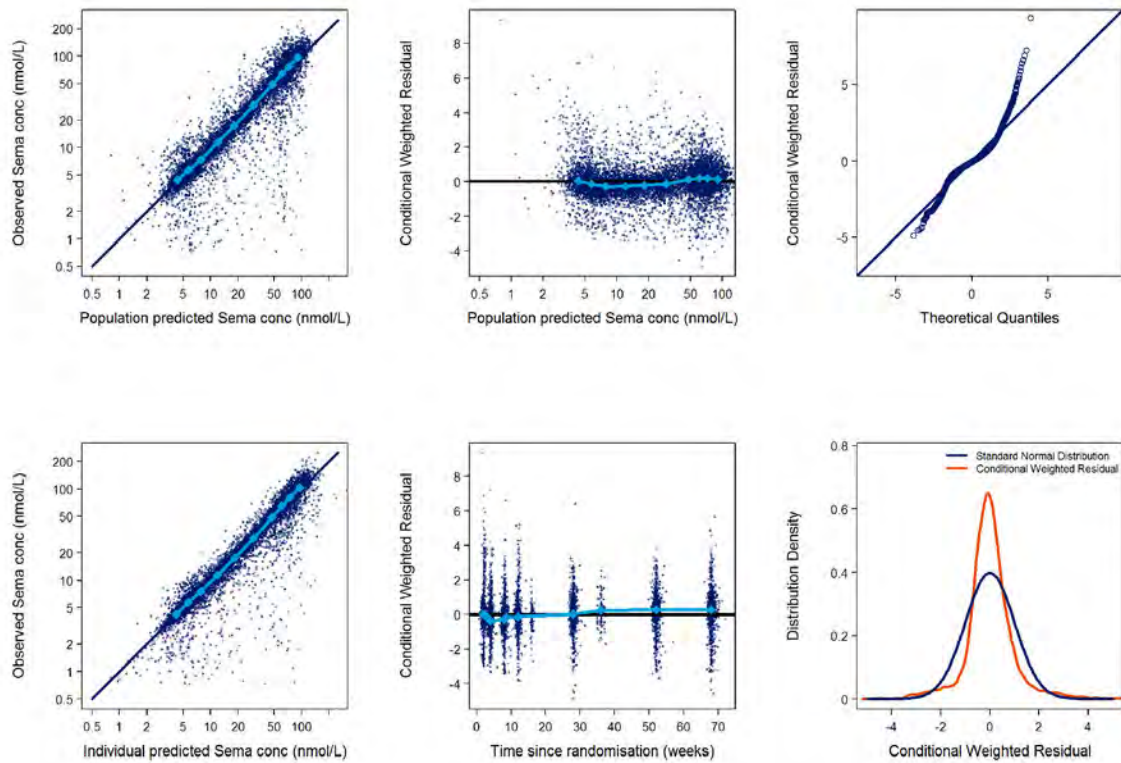 Observed Sema conc (nmol/L)
200
100
50
20
10
5
2
1
0.5
0.5 1 2 5 10 20 50 100
Population predicted Sema conc (nmol/L)
Conditional Weighted Residual
8
6
4
2
0
-2
-4
0.5 1 2 5 10 20 50 100
Population predicted Sema conc (nmol/L)
Conditional Weighted Residual
5
0
-5
-5 0 5
Theoretical Quantiles
Observed Sema conc (nmol/L)
200
100
50
20
10
5
2
1
0.5
0.5 1 2 5 10 20 50 100
Individual predicted Sema conc (nmol/L)
Conditional Weighted Residual
8
6
4
2
0
-2
-4
0 10 20 30 40 50 60 70
Time since randomisation (weeks)
Distribution Density
0.8
0.6
0.4
0.2
0
Standard Normal Distribution
Conditional Weighted Residual
-4 -2 0 2 4
Conditional Weighted Residual